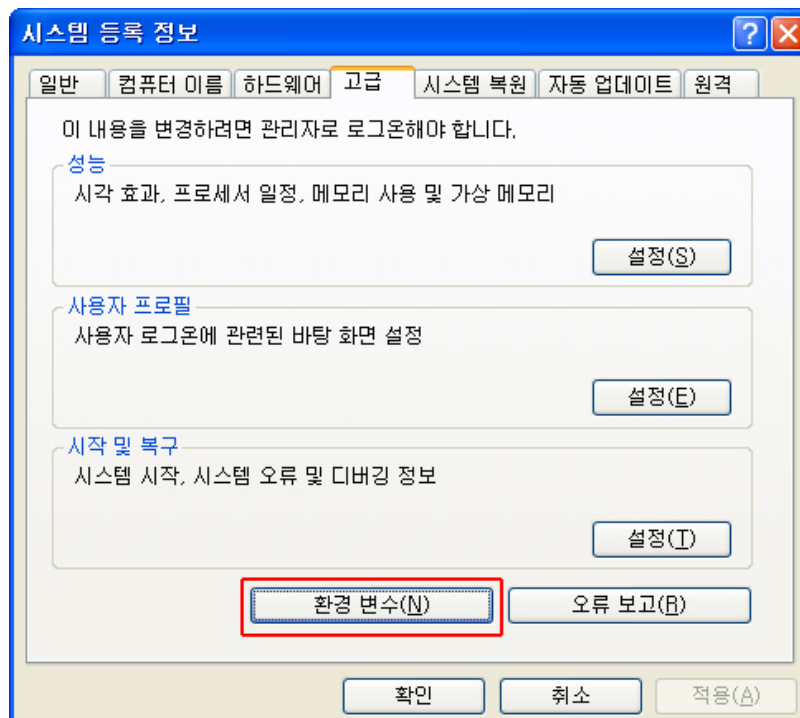 시스템 등록 정보
일반 컴퓨터 이름 하드웨어 고급 시스템 복원 자동 업데이트 원격
이 내용을 변경하려면 관리자로 로그온해야 합니다.
성능
시각 효과, 프로세서 일정, 메모리 사용 및 가상 메모리
설정(S)
사용자 프로필
사용자 로그온에 관련된 바탕 화면 설정
설정(E)
시작 및 복구
시스템 시작, 시스템 오류 및 디버깅 정보
설정(T)
환경 변수(N) 오류 보고(R)
확인 취소 적용(A)